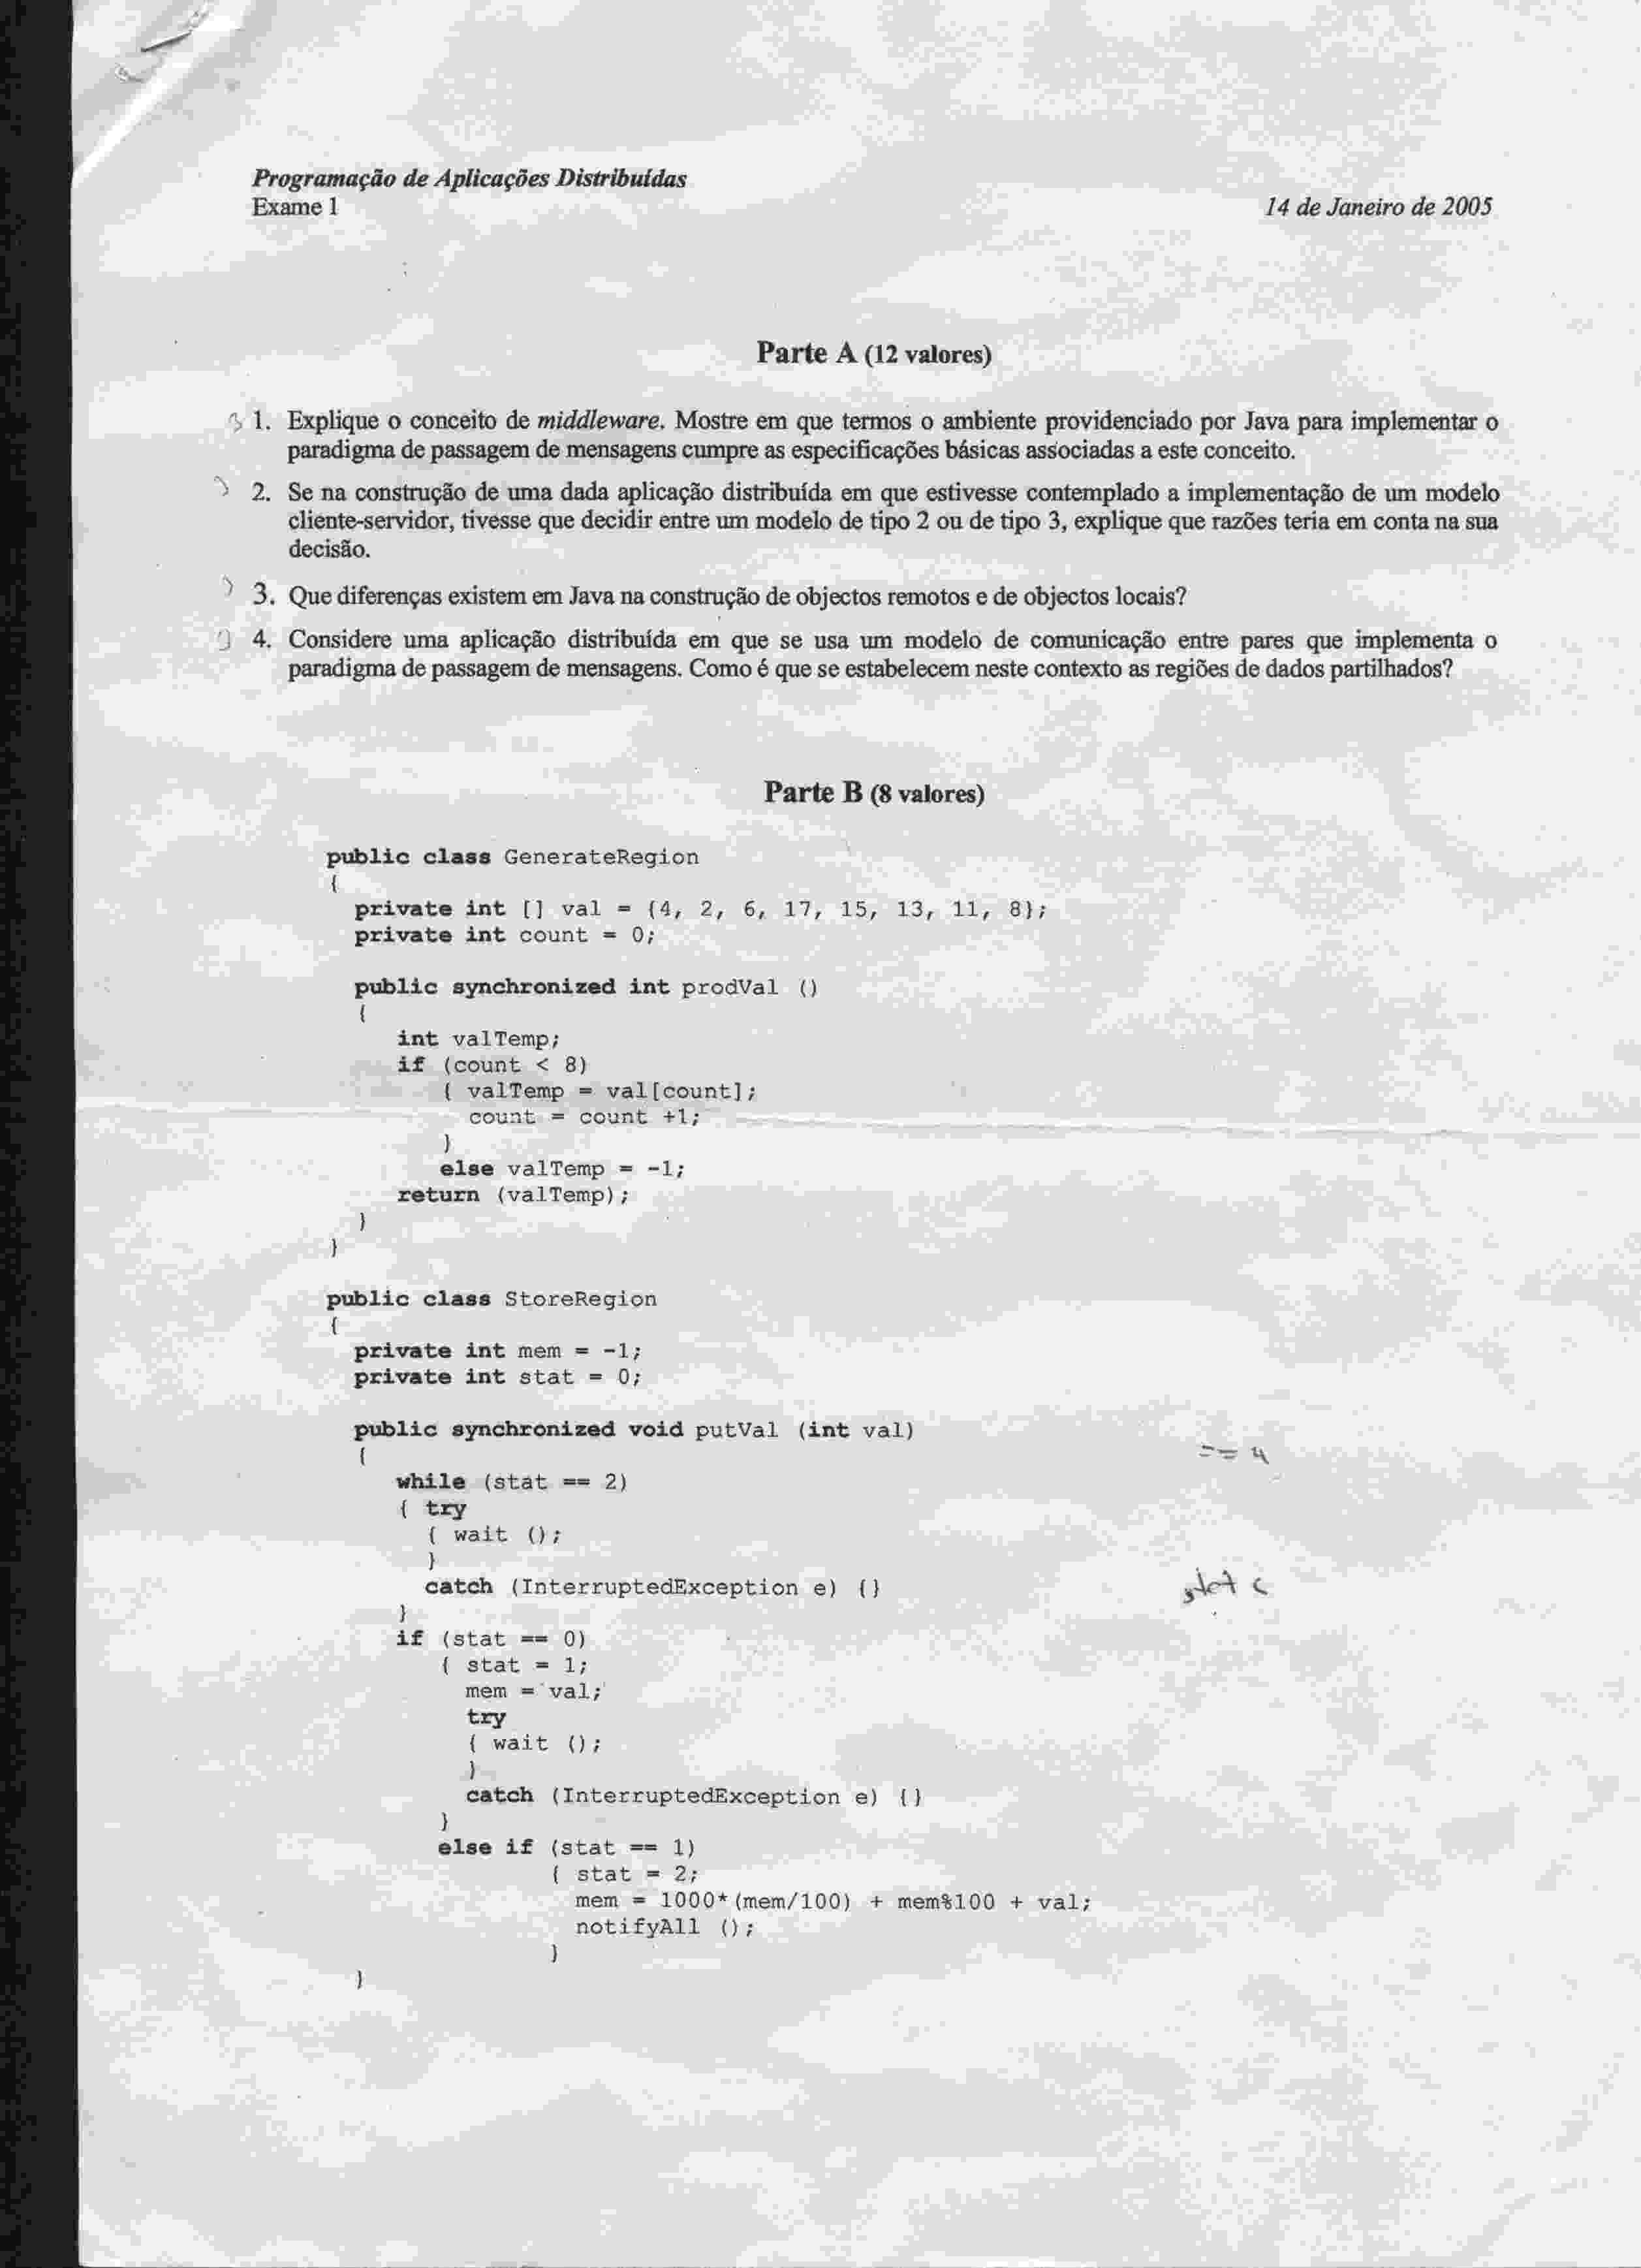 Programação de Aplicações Distribuídas
Exame 1
14 de Janeiro de 2005
Parte A (12 valores)
1. Explique o conceito de middleware. Mostre em que termos o ambiente providenciado por Java para implementar o
paradigma de passagem de mensagens cumpre as especificações básicas associadas a este conceito.
2. Se na construção de uma dada aplicação distribuída em que estivesse contemplado a implementação de um modelo
cliente-servidor, tivesse que decidir entre um modelo de tipo 2 ou de tipo 3, explique que razões teria em conta na sua
decisão.
3. Que diferenças existem em Java na construção de objectos remotos e de objectos locais?
4. Considere uma aplicação distribuída em que se usa um modelo de comunicação entre pares que implementa o
paradigma de passagem de mensagens. Como é que se estabelecem neste contexto as regiões de dados partilhados?
Parte B (8 valores)
public class GenerateRegion
{
private int [] val = {4, 2, 6, 17, 15, 13, 11, 8};
private int count = 0;
public synchronized int prodVal ()
{
int valTemp;
if (count < 8)
{ valTemp = val[count];
count = count +1;
}
else valTemp = -1;
return (valTemp);
}
}
public class StoreRegion
{
private int mem = -1;
private int stat = 0;
public synchronized void putVal (int val)
{
== 4
while (stat == 2)
{ try
{ wait ();
}
catch (InterruptedException e) {}
}
if (stat == 0)
{ stat = 1;
mem = val;
try
{ wait ();
}
catch (InterruptedException e) {}
}
else if (stat == 1)
{ stat = 2;
mem = 1000*(mem/100) + mem%100 + val;
notifyAll ();
}
}